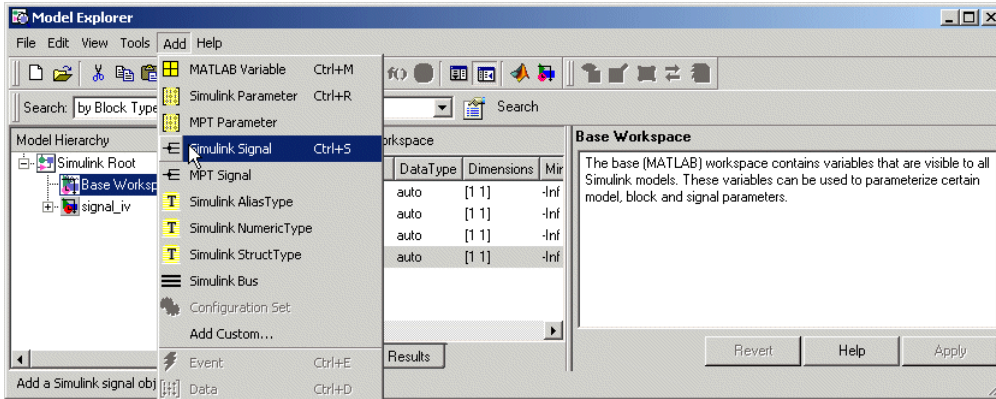 Model Explorer
File Edit View Tools Add Help
Search: by Block Type
Search
MATLAB Variable Ctrl+M
Simulink Parameter Ctrl+R
MPT Parameter
Simulink Signal Ctrl+S
MPT Signal
Simulink AliasType
Simulink NumericType
Simulink StructType
Simulink Bus
Configuration Set
Add Custom...
Event Ctrl+E
Data Ctrl+D
Model Hierarchy
Simulink Root
Base Worksp
signal_iv
orkspace
DataType Dimensions Mir
auto [1 1] -Inf
auto [1 1] -Inf
auto [1 1] -Inf
auto [1 1] -Inf
Results
Base Workspace
The base (MATLAB) workspace contains variables that are visible to all
Simulink models. These variables can be used to parameterize certain
model, block and signal parameters.
Revert Help Apply
Add a Simulink signal obj